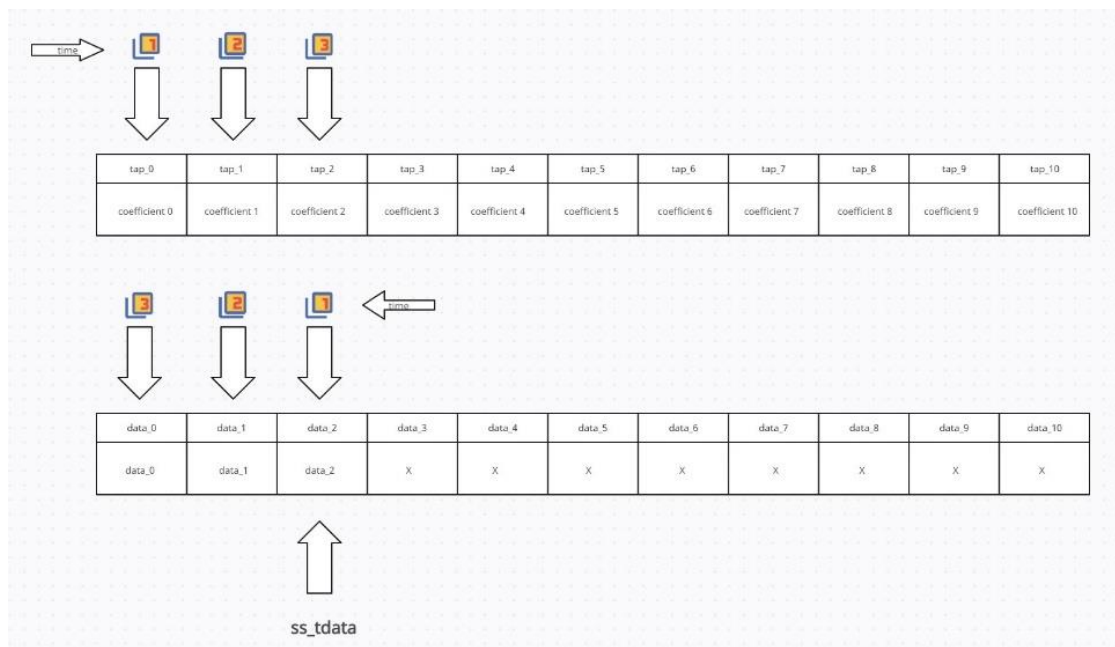 time 1 2 3
tap_0 tap_1 tap_2 tap_3 tap_4 tap_5 tap_6 tap_7 tap_8 tap_9 tap_10
coefficient 0 coefficient 1 coefficient 2 coefficient 3 coefficient 4 coefficient 5 coefficient 6 coefficient 7 coefficient 8 coefficient 9 coefficient 10
3 2 1 time
data_0 data_1 data_2 data_3 data_4 data_5 data_6 data_7 data_8 data_9 data_10
data_0 data_1 data_2 X X X X X X X X
ss_tdata